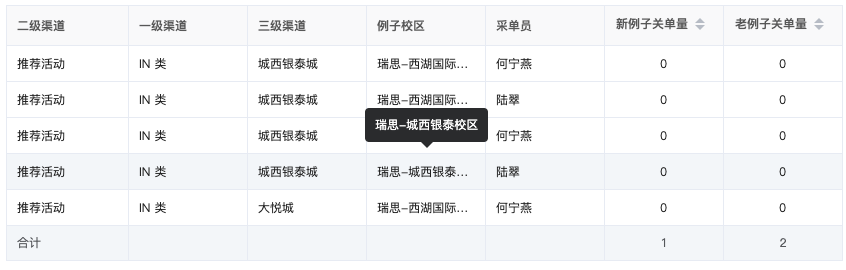 二级渠道 一级渠道 三级渠道 例子校区 采单员 新例子关单量 老例子关单量
推荐活动 IN 类 城西银泰城 瑞思-西湖国际... 何宁燕 0 0
推荐活动 IN 类 城西银泰城 瑞思-西湖国际... 陆翠 0 0
瑞思-城西银泰校区
推荐活动 IN 类 城西银泰城 何宁燕 0 0
推荐活动 IN 类 城西银泰城 瑞思-城西银泰... 陆翠 0 0
推荐活动 IN 类 大悦城 瑞思-西湖国际... 何宁燕 0 0
合计 1 2